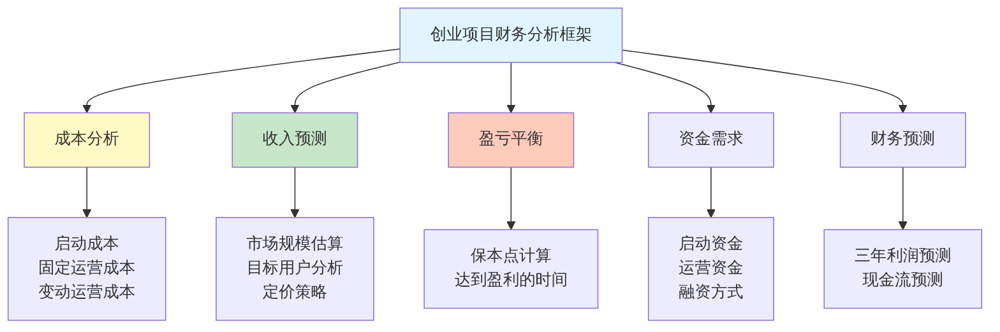 创业项目财务分析框架
成本分析
收入预测
盈亏平衡
资金需求
财务预测
启动成本
固定运营成本
变动运营成本
市场规模估算
目标用户分析
定价策略
保本点计算
达到盈利的时间
启动资金
运营资金
融资方式
三年利润预测
现金流预测